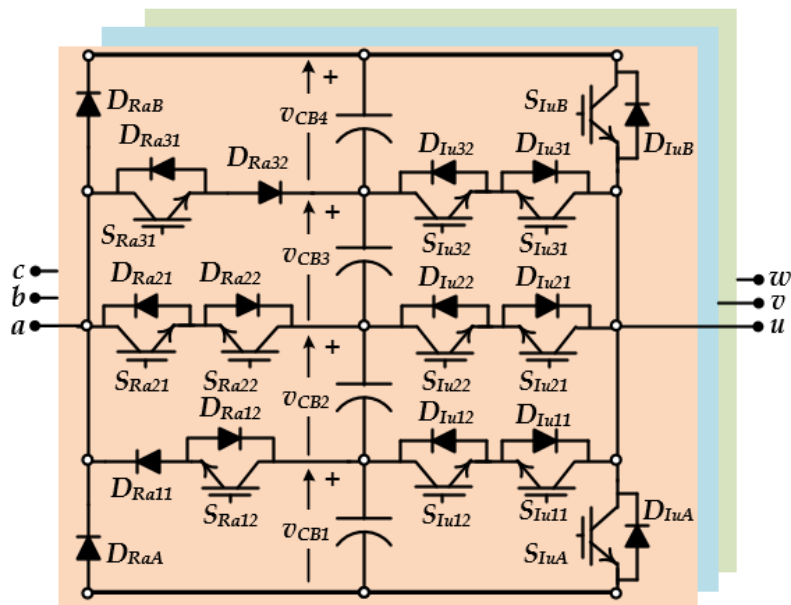 D_RaB
v_CB4
+
S_IuB
D_IuB
D_Ra31
D_Ra32
D_Iu32
D_Iu31
S_Ra31
v_CB3
+
S_Iu32
S_Iu31
c
b
a
D_Ra21
D_Ra22
D_Iu22
D_Iu21
w
v
u
S_Ra21
S_Ra22
v_CB2
+
S_Iu22
S_Iu21
D_Ra12
D_Iu12
D_Iu11
D_Ra11
S_Ra12
v_CB1
+
S_Iu12
S_Iu11
D_RaA
S_IuA
D_IuA